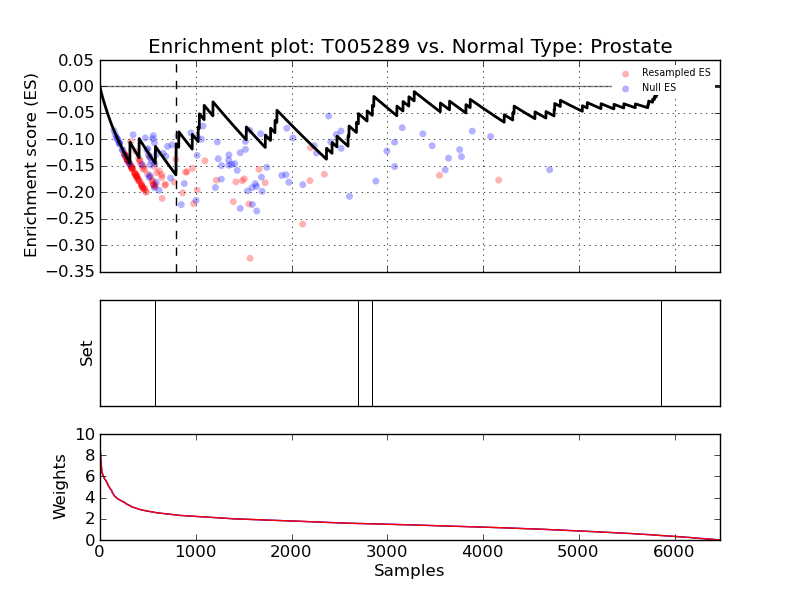 Enrichment plot: T005289 vs. Normal Type: Prostate
Enrichment score (ES)
0.05
0.00
−0.05
−0.10
−0.15
−0.20
−0.25
−0.30
−0.35
Resampled ES
Null ES
Set
Weights
10
8
6
4
2
0
0 1000 2000 3000 4000 5000 6000
Samples